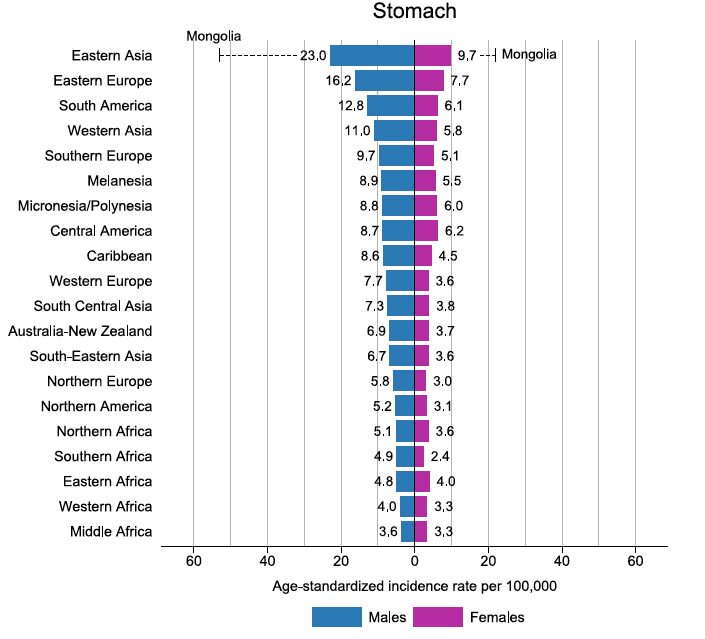 Stomach
Mongolia
Eastern Asia 23.0 9.7 Mongolia
Eastern Europe 16.2 7.7
South America 12.8 6.1
Western Asia 11.0 5.8
Southern Europe 9.7 5.1
Melanesia 8.9 5.5
Micronesia/Polynesia 8.8 6.0
Central America 8.7 6.2
Caribbean 8.6 4.5
Western Europe 7.7 3.6
South Central Asia 7.3 3.8
Australia-New Zealand 6.9 3.7
South-Eastern Asia 6.7 3.6
Northern Europe 5.8 3.0
Northern America 5.2 3.1
Northern Africa 5.1 3.6
Southern Africa 4.9 2.4
Eastern Africa 4.8 4.0
Western Africa 4.0 3.3
Middle Africa 3.6 3.3
60 40 20 0 20 40 60
Age-standardized incidence rate per 100,000
Males Females